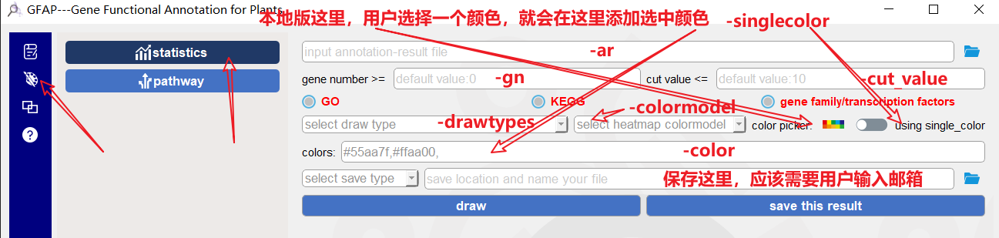 GFAP---Gene Functional Annotation for Plants
本地版这里，用户选择一个颜色，就会在这里添加选中颜色
-singlecolor
statistics
input annotation-result file -ar
pathway
gene number >= default value:0 -gn cut value <= default value:10 -cut_value
GO KEGG gene family/transcription factors
-colormodel
select draw type -drawtypes select heatmap colormodel color picker: using single_color
colors: #55aa7f,#ffaa00, -color
select save type save location and name your file 保存这里，应该需要用户输入邮箱
draw save this result